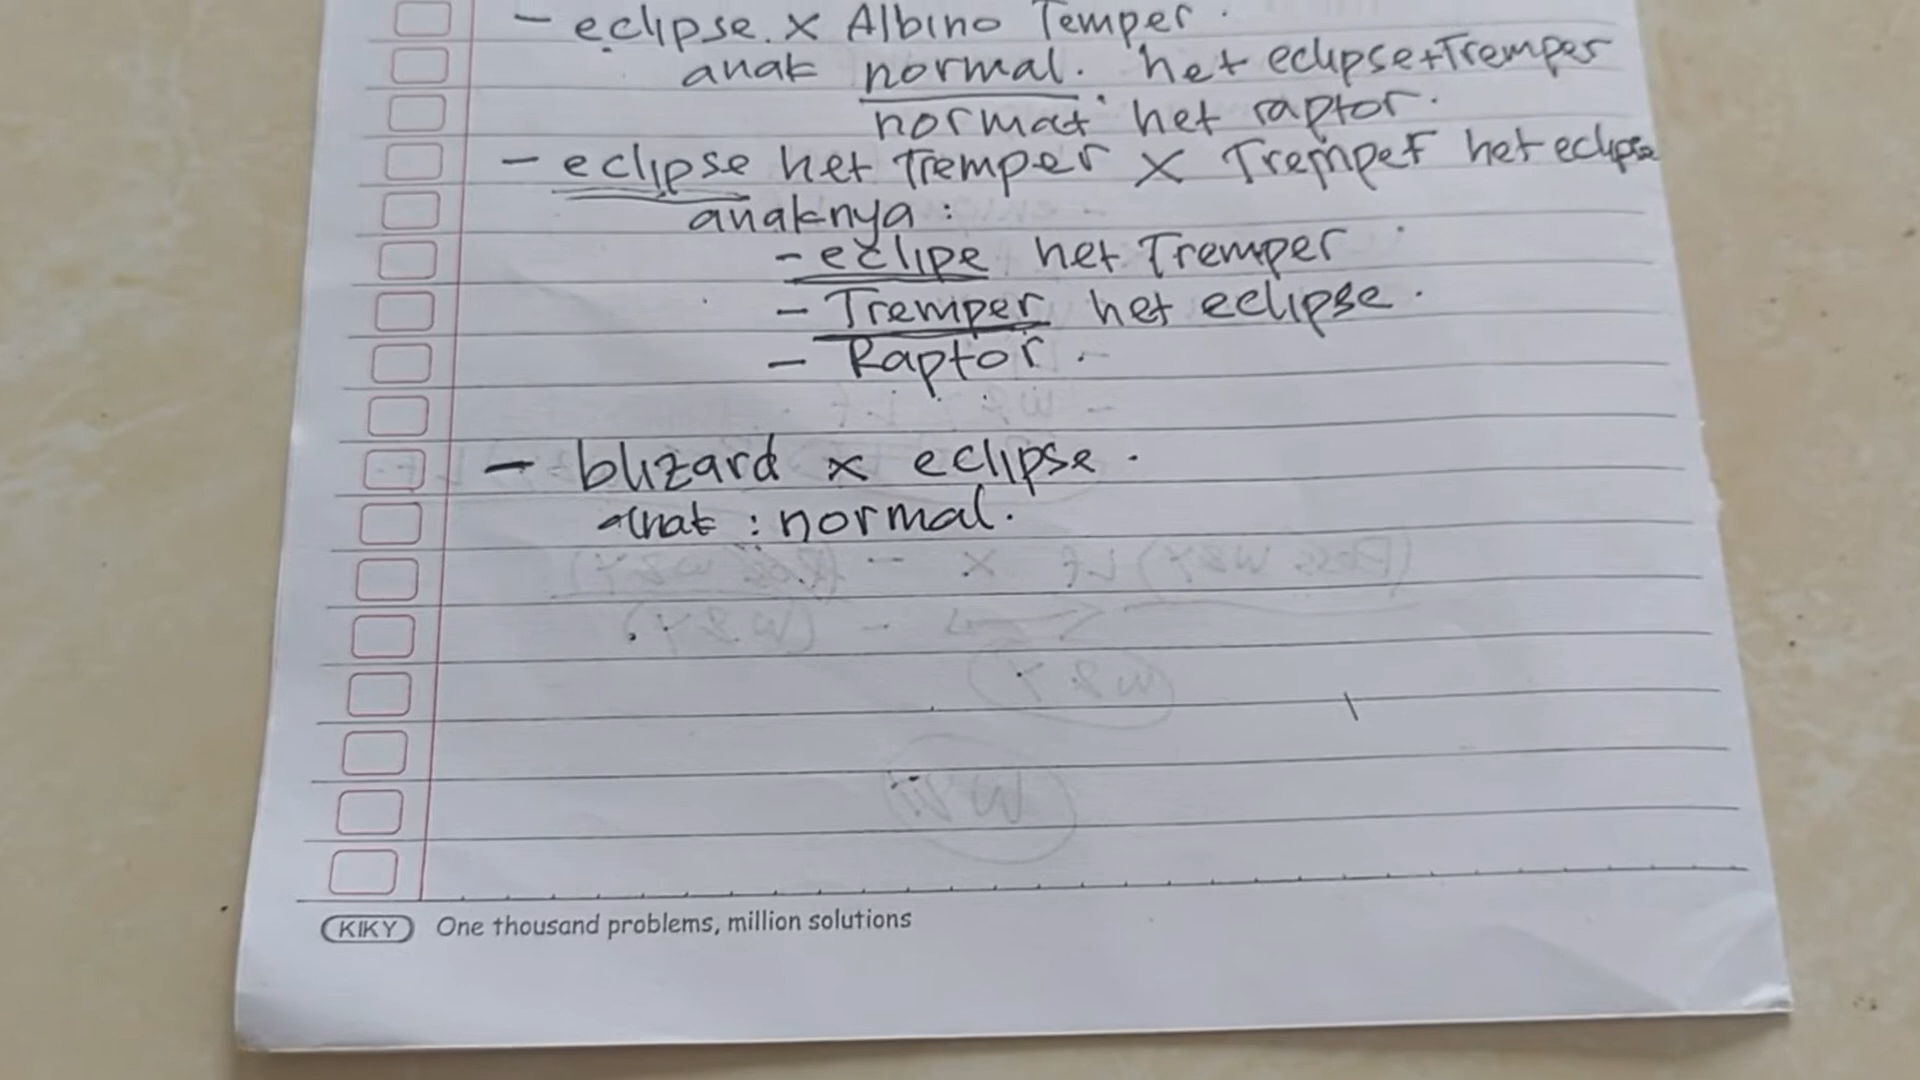 - eclipse x Albino Temper.
anak normal. het eclipse+Tremper
normat het raptor.
- eclipse het Tremper x Tremper het eclipse
anaknya :
- eclipe het Tremper
- Tremper het eclipse.
- Raptor.
- blizard x eclipse.
anak : normal.
KIKY One thousand problems, million solutions